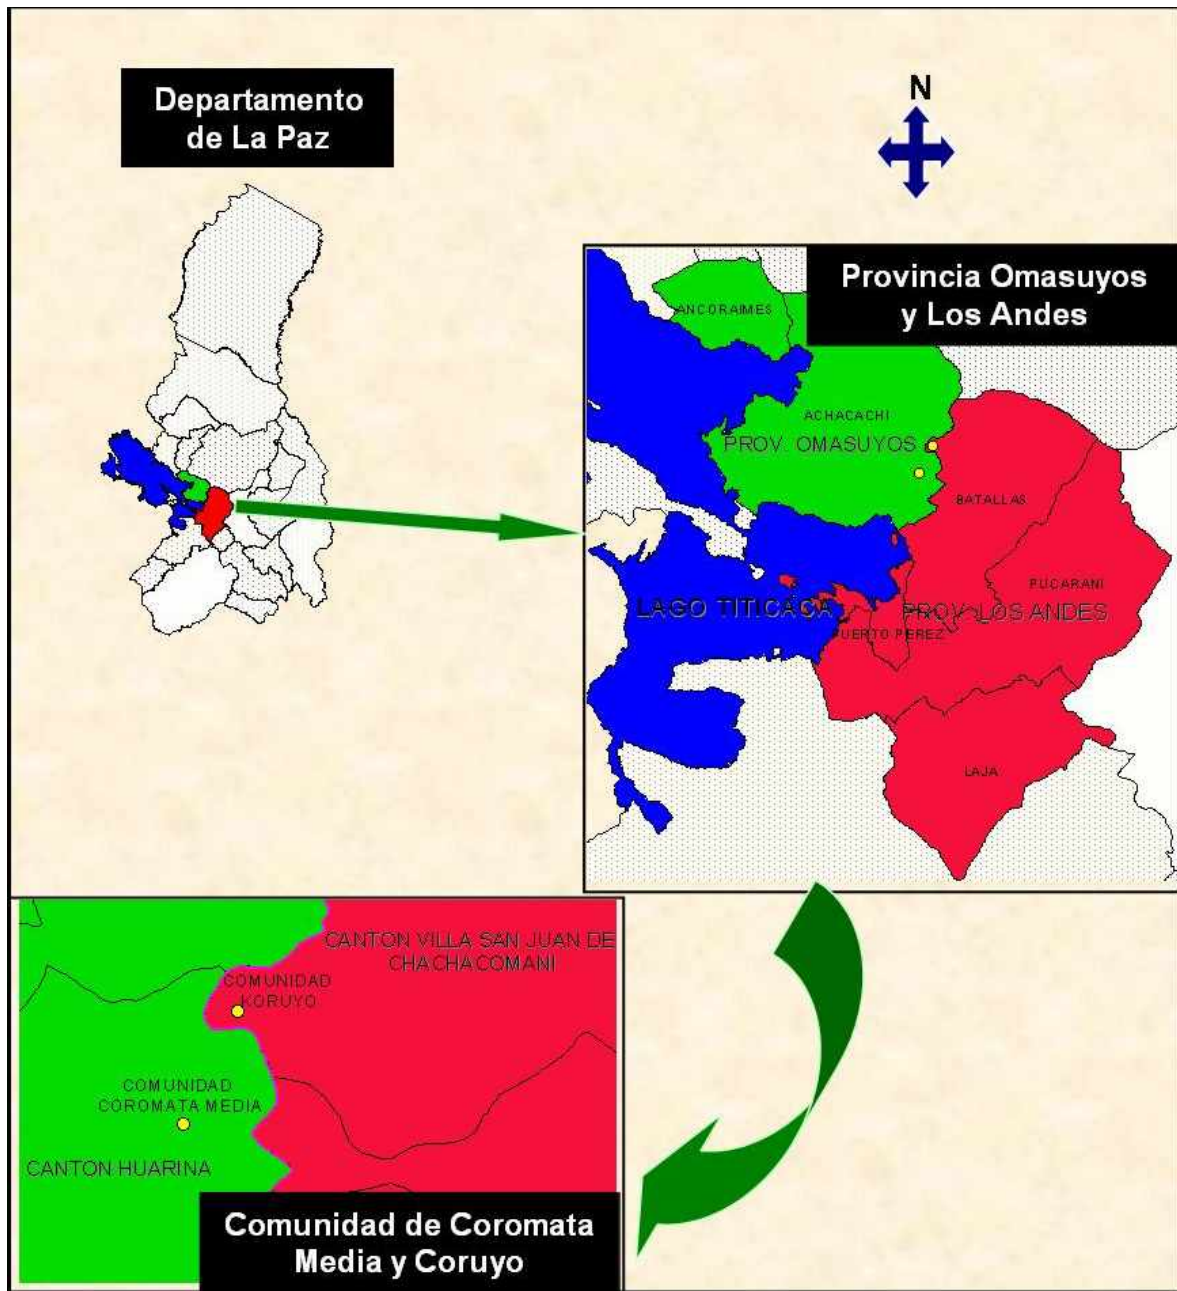 Departamento
de La Paz
N
Provincia Omasuyos
y Los Andes
ANCORAIMES
ACHACACHI
PROV. OMASUYOS
BATALLAS
PUCARANI
LAGO TITICACA
PROV. LOS ANDES
PUERTO PEREZ
LAJA
CANTON VILLA SAN JUAN DE
CHACHACOMANI
COMUNIDAD
KORUYO
COMUNIDAD
COROMATA MEDIA
CANTON HUARINA
Comunidad de Coromata
Media y Coruyo